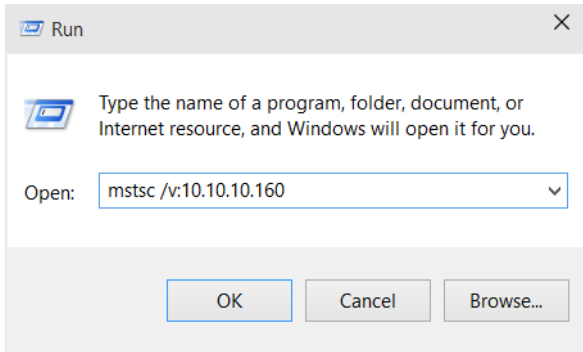 Run
Type the name of a program, folder, document, or
Internet resource, and Windows will open it for you.
Open: mstsc /v:10.10.10.160
OK Cancel Browse...